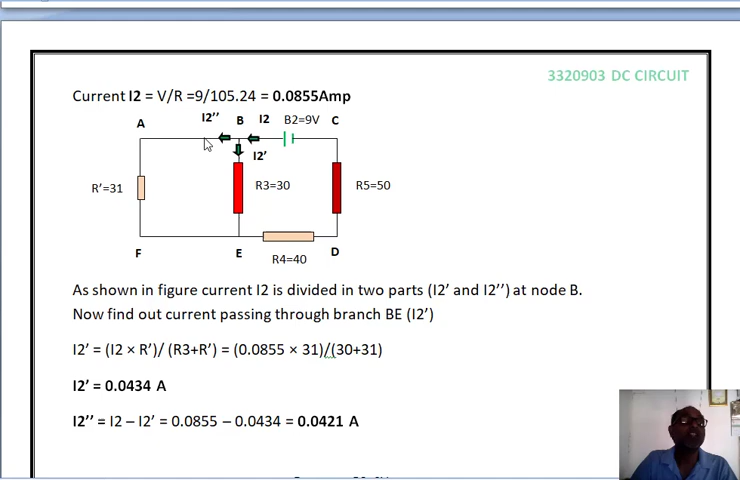 3320903 DC CIRCUIT
Current I2 = V/R =9/105.24 = 0.0855Amp
A
I2’’
B
I2
B2=9V
C
I2’
R’=31
R3=30
R5=50
F
E
R4=40
D
As shown in figure current I2 is divided in two parts (I2’ and I2’’) at node B.
Now find out current passing through branch BE (I2’)
I2’ = (I2 × R’)/ (R3+R’) = (0.0855 × 31)/(30+31)
I2’ = 0.0434 A
I2’’ = I2 – I2’ = 0.0855 – 0.0434 = 0.0421 A